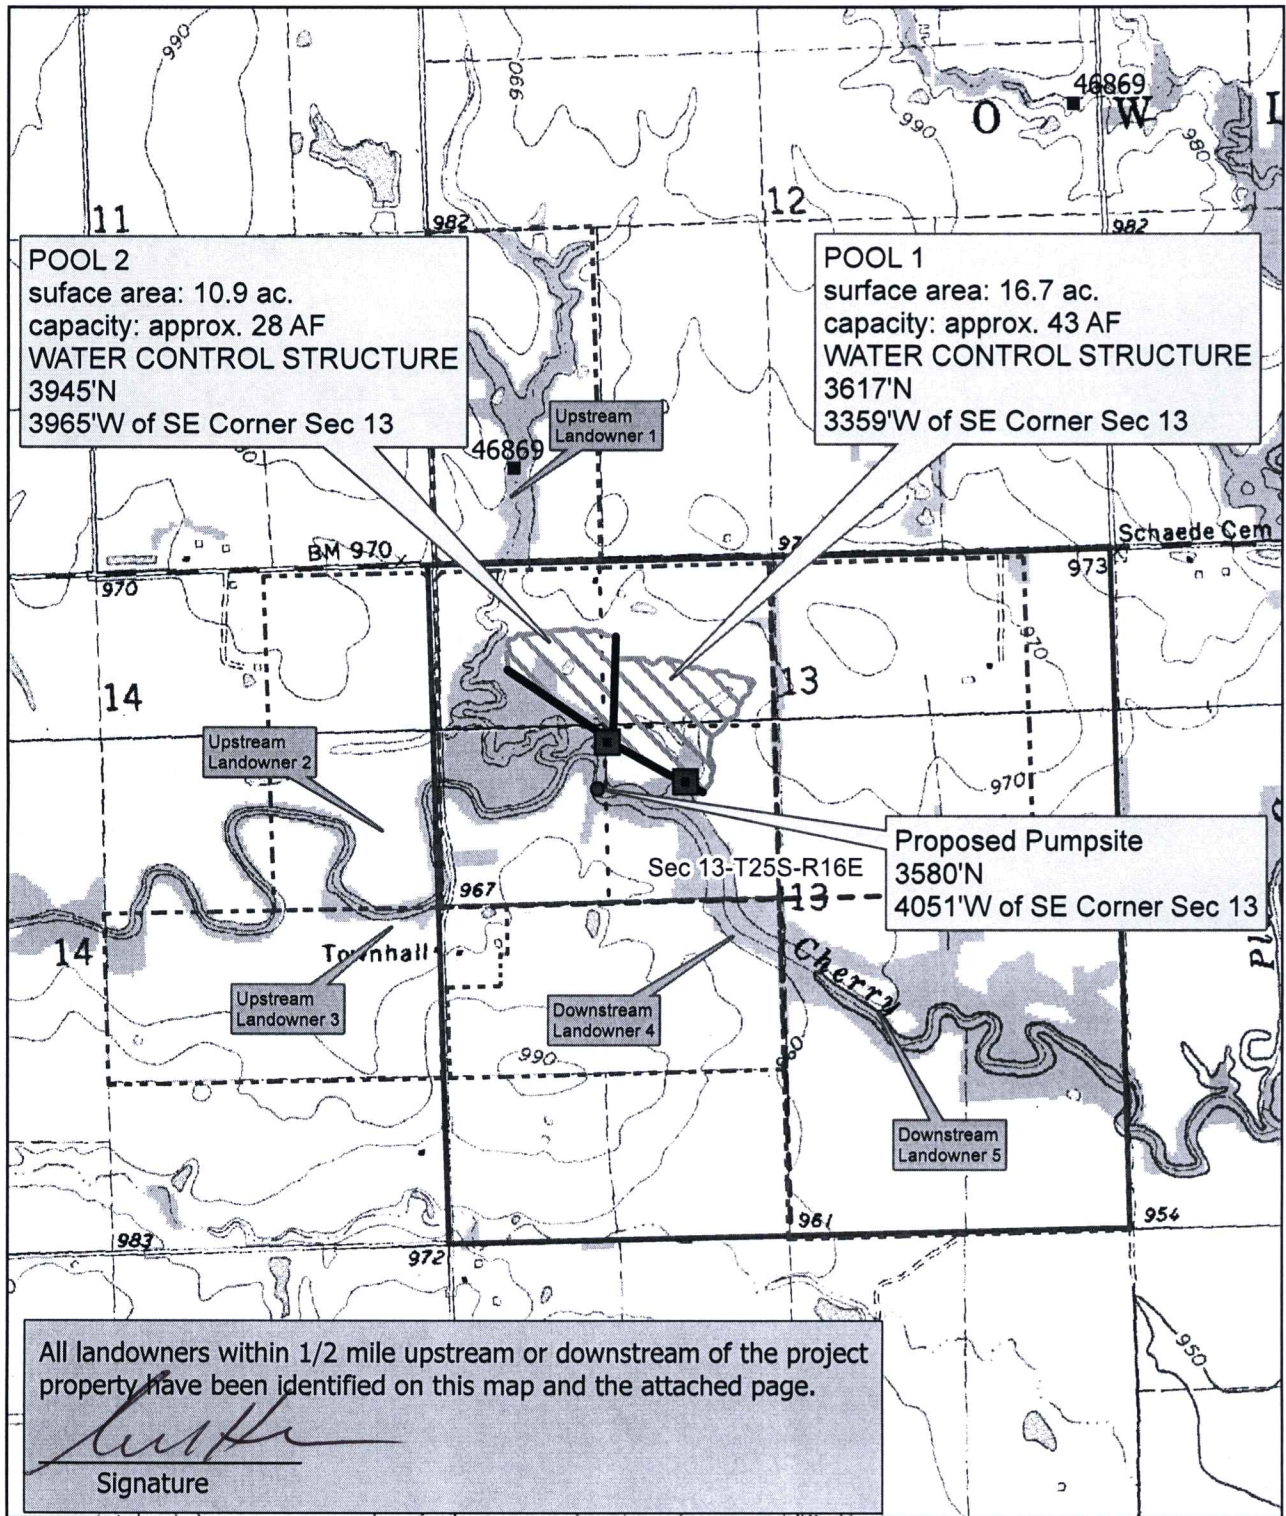 990
990
46869
O W L
990
980
11
982
12
982
POOL 2
suface area: 10.9 ac.
capacity: approx. 28 AF
WATER CONTROL STRUCTURE
3945'N
3965'W of SE Corner Sec 13
POOL 1
surface area: 16.7 ac.
capacity: approx. 43 AF
WATER CONTROL STRUCTURE
3617'N
3359'W of SE Corner Sec 13
Upstream
Landowner 1
46869
BM 970
Schaede Cem
970
973
970
14
13
Upstream
Landowner 2
970
Proposed Pumpsite
3580'N
4051'W of SE Corner Sec 13
Sec 13-T25S-R16E
967
13
14
Townhall
Cherry
Upstream
Landowner 3
Downstream
Landowner 4
990
Downstream
Landowner 5
983
972
961
954
950
All landowners within 1/2 mile upstream or downstream of the project
property have been identified on this map and the attached page.
Signature